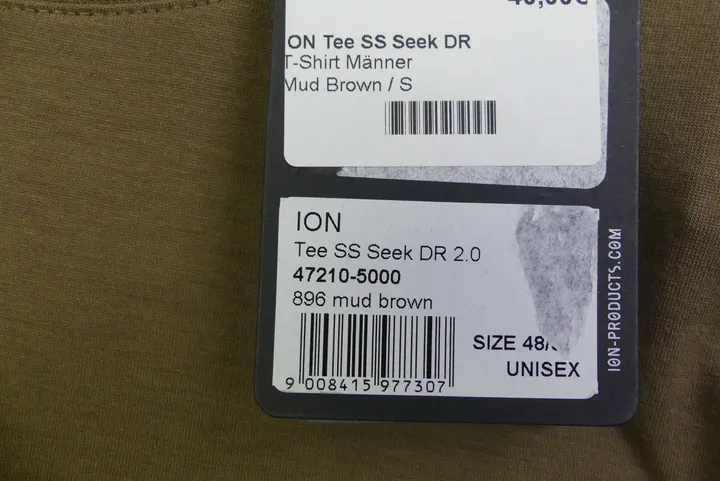 ION Tee SS Seek DR
T-Shirt Männer
Mud Brown / S
ION
Tee SS Seek DR 2.0
47210-5000
896 mud brown
SIZE 48/
UNISEX
9 008415 977307
ION-PRODUCTS.COM